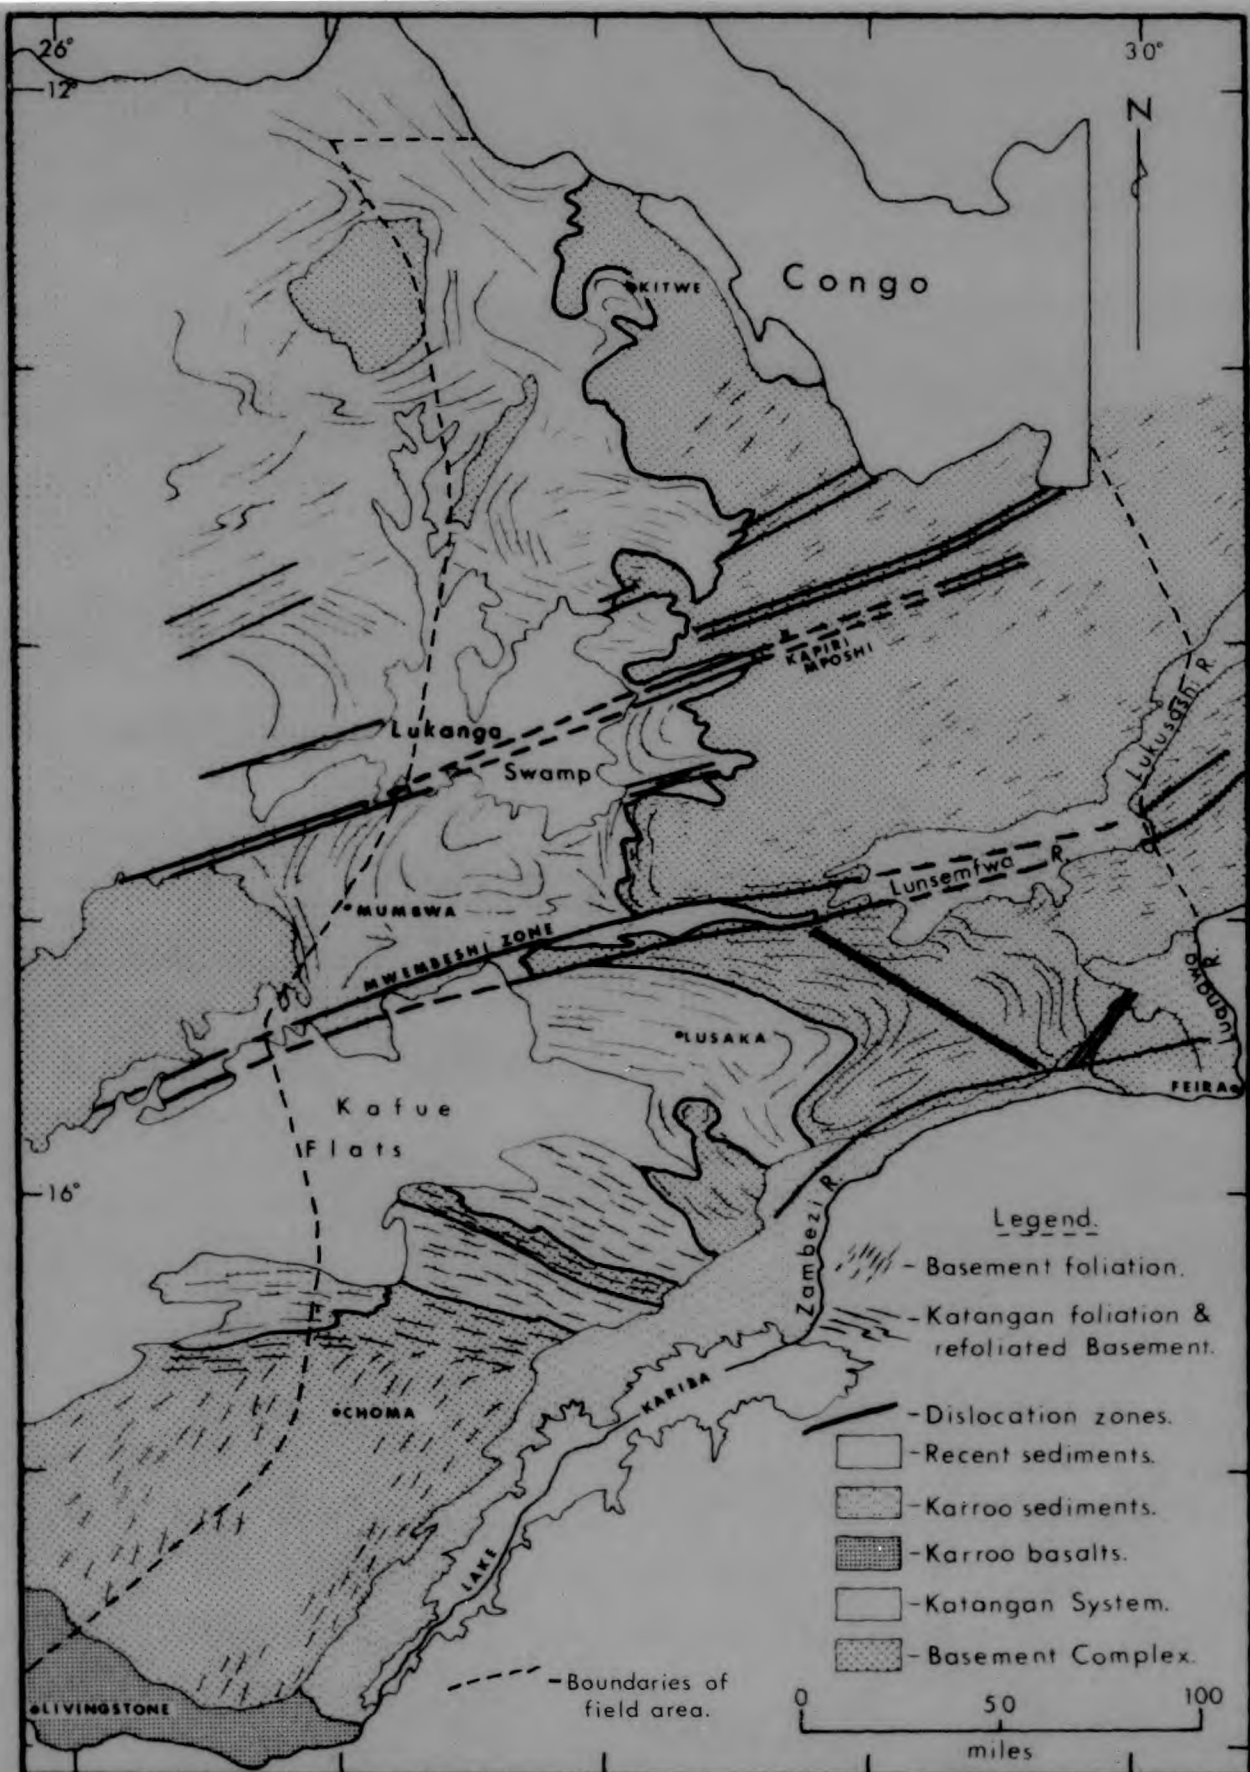 26°
30°
12°
N
Congo
KITWE
KAPIRI
MPOSHI
Lukusashi R.
Lukanga
Swamp
Lunsemfwa R.
MUMBWA
MWEMBESHI ZONE
Luangwa R.
LUSAKA
FEIRA
Kafue
Flats
16°
Zambezi R.
Legend.
- Basement foliation.
- Katangan foliation &
refoliated Basement.
KARIBA
CHOMA
- Dislocation zones.
- Recent sediments.
- Karroo sediments.
- Karroo basalts.
LAKE
- Katangan System.
- Basement Complex.
- Boundaries of
field area.
LIVINGSTONE
0 50 100
miles